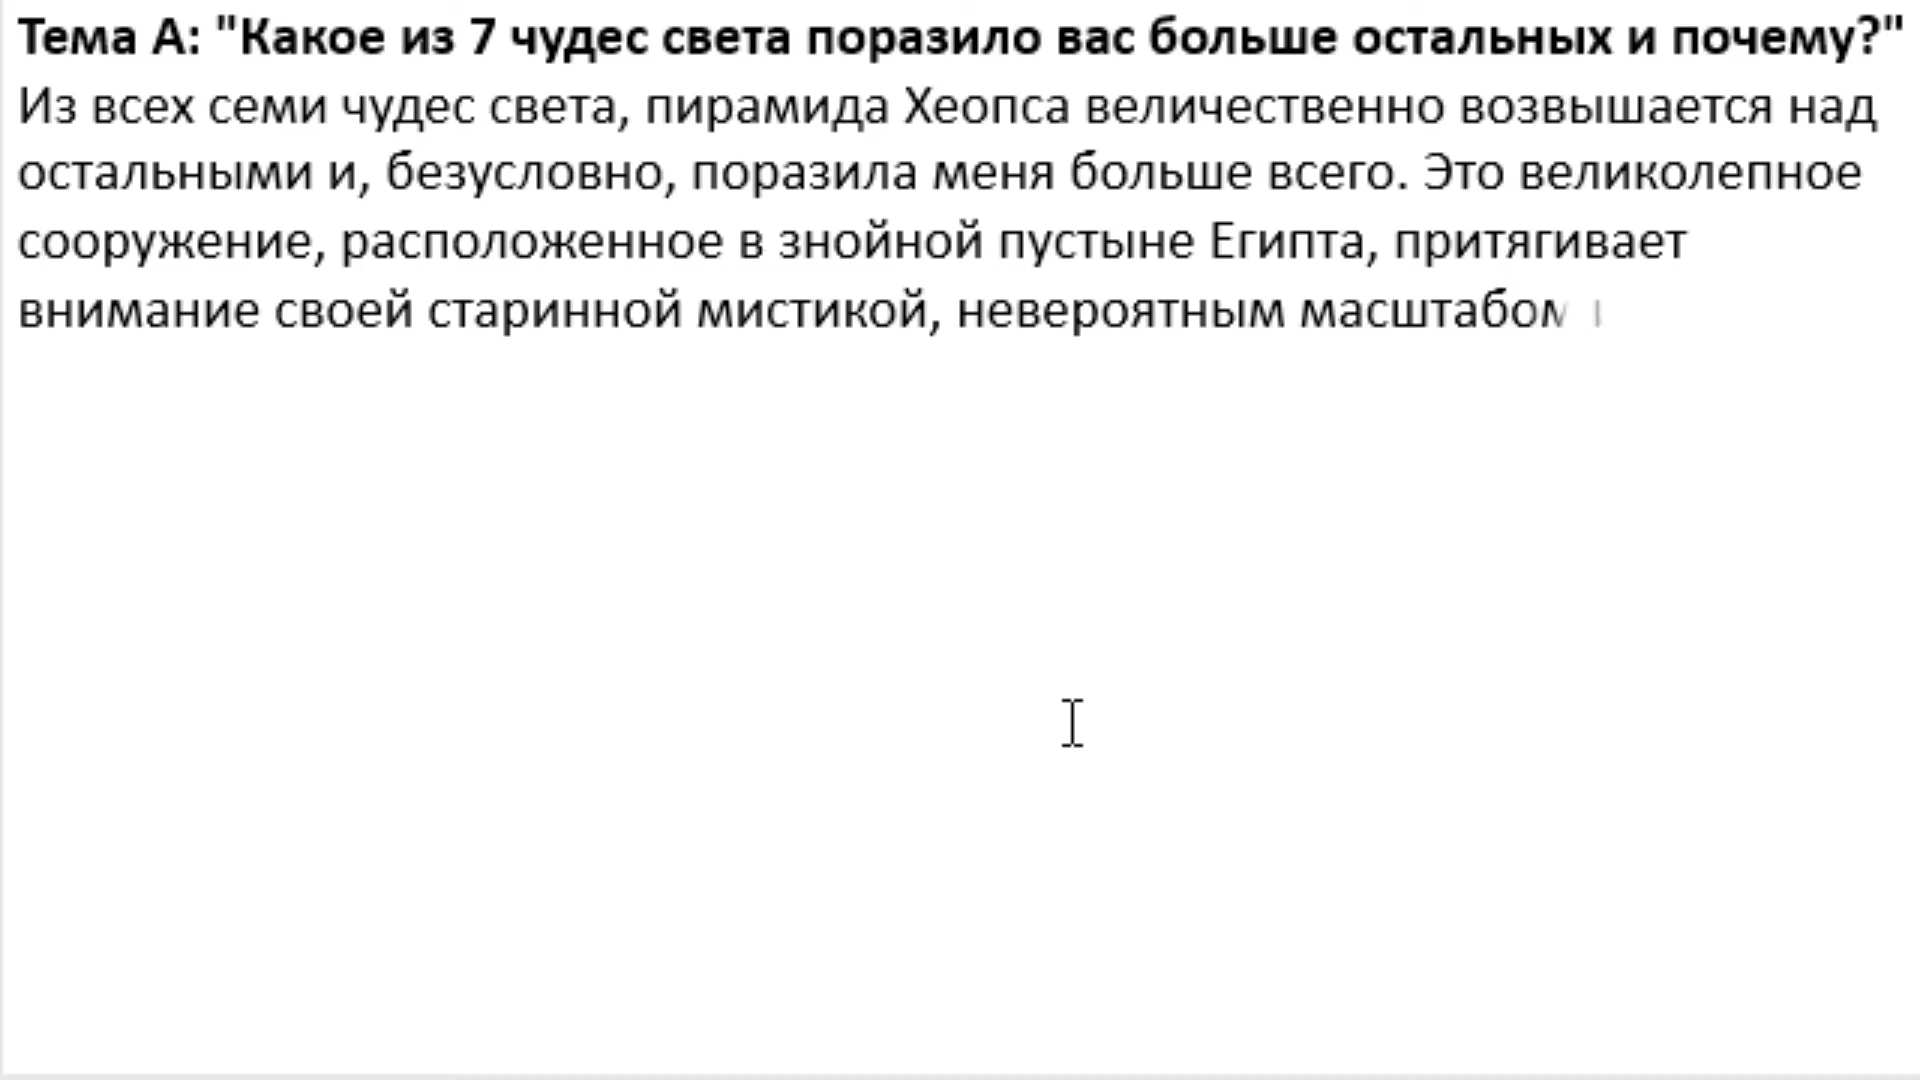 Тема А: "Какое из 7 чудес света поразило вас больше остальных и почему?"
Из всех семи чудес света, пирамида Хеопса величественно возвышается над
остальными и, безусловно, поразила меня больше всего. Это великолепное
сооружение, расположенное в знойной пустыне Египта, притягивает
внимание своей старинной мистикой, невероятным масштабом